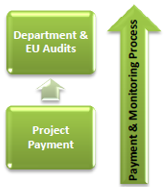 Department &
EU Audits
Project
Payment
Payment & Monitoring Process